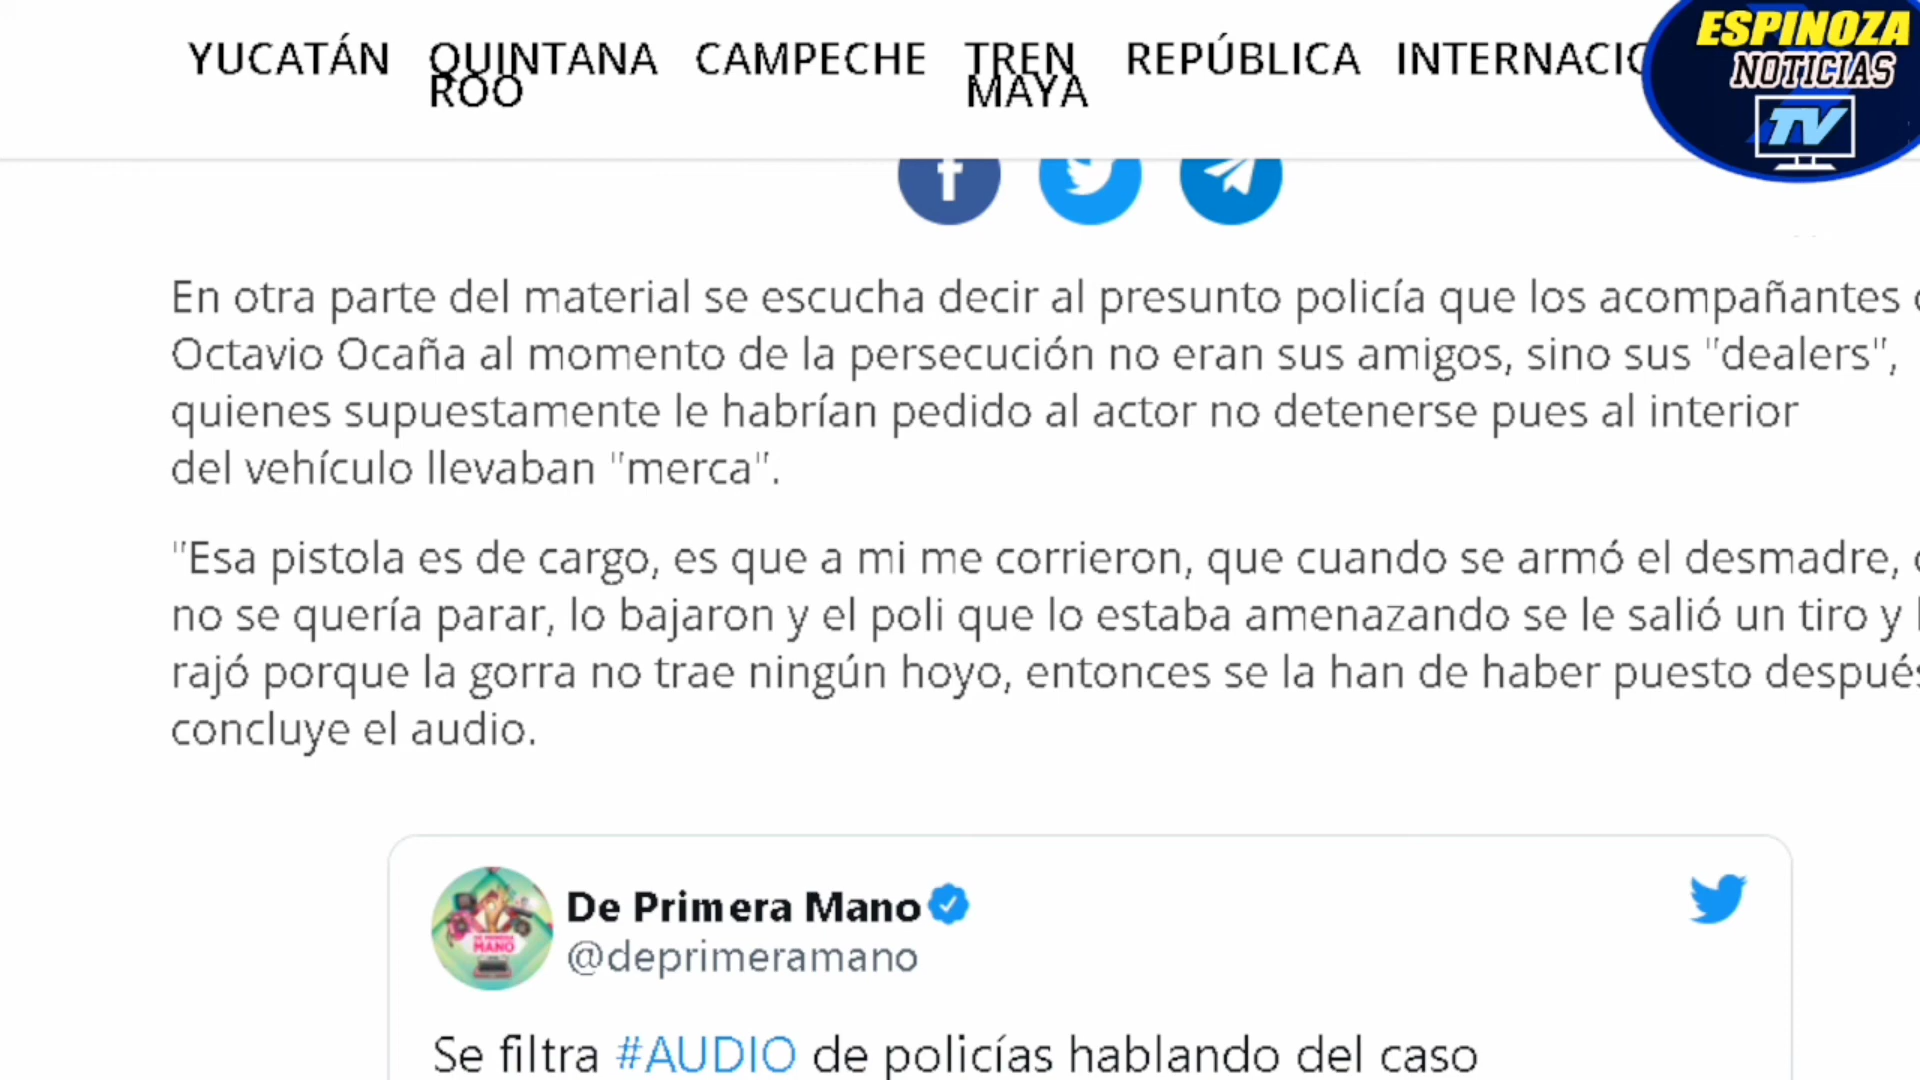 YUCATÁN QUINTANA ROO CAMPECHE TREN MAYA REPÚBLICA INTERNACIO
ESPINOZA
NOTICIAS
TV
En otra parte del material se escucha decir al presunto policía que los acompañantes
Octavio Ocaña al momento de la persecución no eran sus amigos, sino sus "dealers",
quienes supuestamente le habrían pedido al actor no detenerse pues al interior
del vehículo llevaban "merca".
"Esa pistola es de cargo, es que a mi me corrieron, que cuando se armó el desmadre,
no se quería parar, lo bajaron y el poli que lo estaba amenazando se le salió un tiro y
rajó porque la gorra no trae ningún hoyo, entonces se la han de haber puesto después
concluye el audio.
De Primera Mano
@deprimeramano
Se filtra #AUDIO de policías hablando del caso